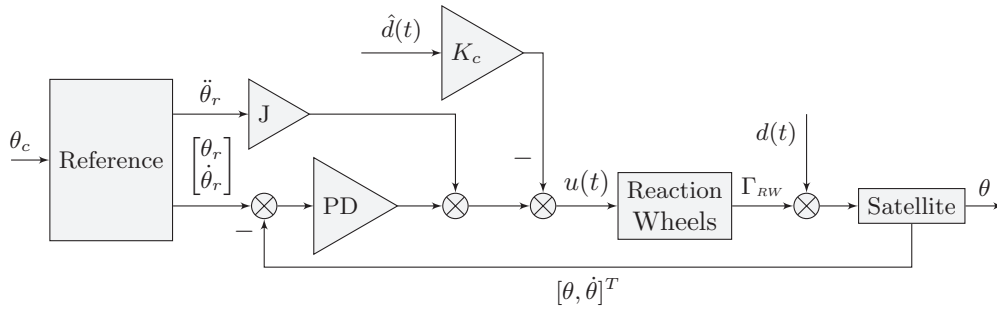 d̂(t)
K_c
θ̈_r
J
d(t)
θ_c
Reference
[θ_r
θ̇_r]
−
u(t)
Reaction
Wheels
Γ_RW
θ
PD
Satellite
−
[θ, θ̇]^T